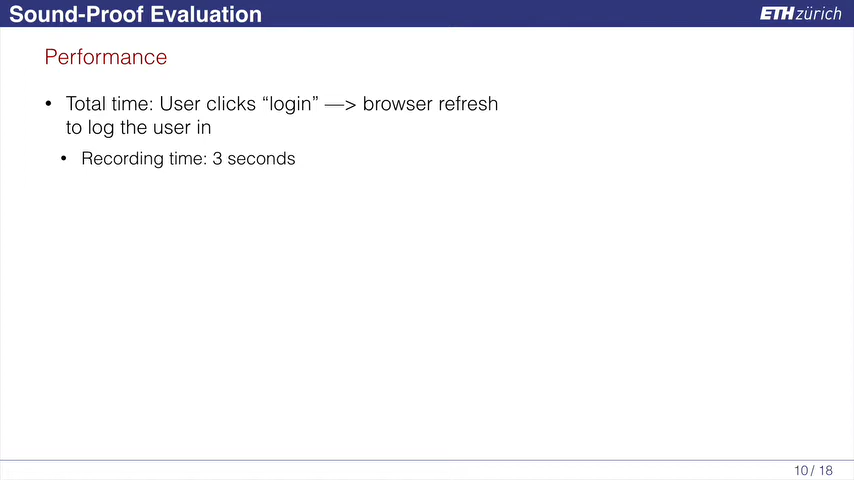 Sound-Proof Evaluation
ETH zürich
Performance
• Total time: User clicks “login” —> browser refresh
to log the user in
• Recording time: 3 seconds
10 / 18